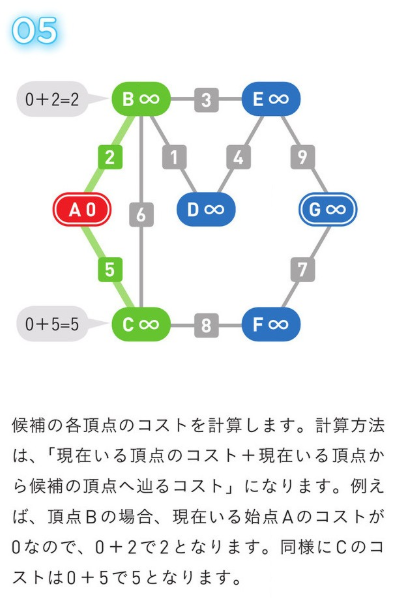 05
0+2=2
B ∞
3
E ∞
2
1
4
9
A 0
6
D ∞
G ∞
5
7
0+5=5
C ∞
8
F ∞
候補の各頂点のコストを計算します。計算方法
は、「現在いる頂点のコスト＋現在いる頂点か
ら候補の頂点へ辿るコスト」になります。例え
ば、頂点Bの場合、現在いる始点Aのコストが
0なので、0＋2で2となります。同様にCのコ
ストは0＋5で5となります。